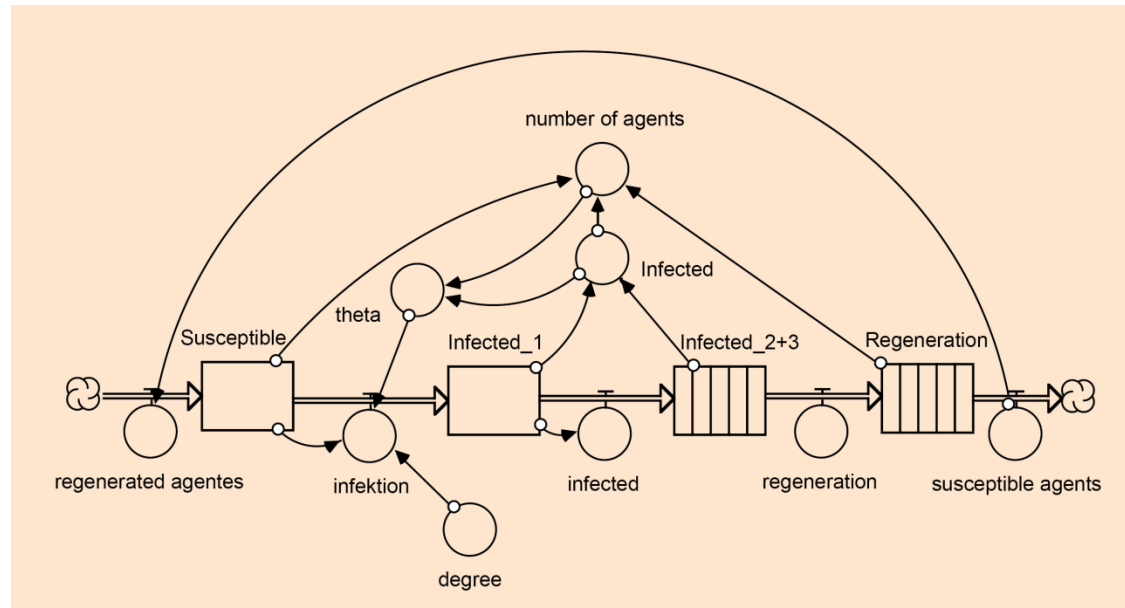 number of agents
Infected
theta
Susceptible
Infected_1
Infected_2+3
Regeneration
regenerated agentes
infektion
infected
regeneration
susceptible agents
degree